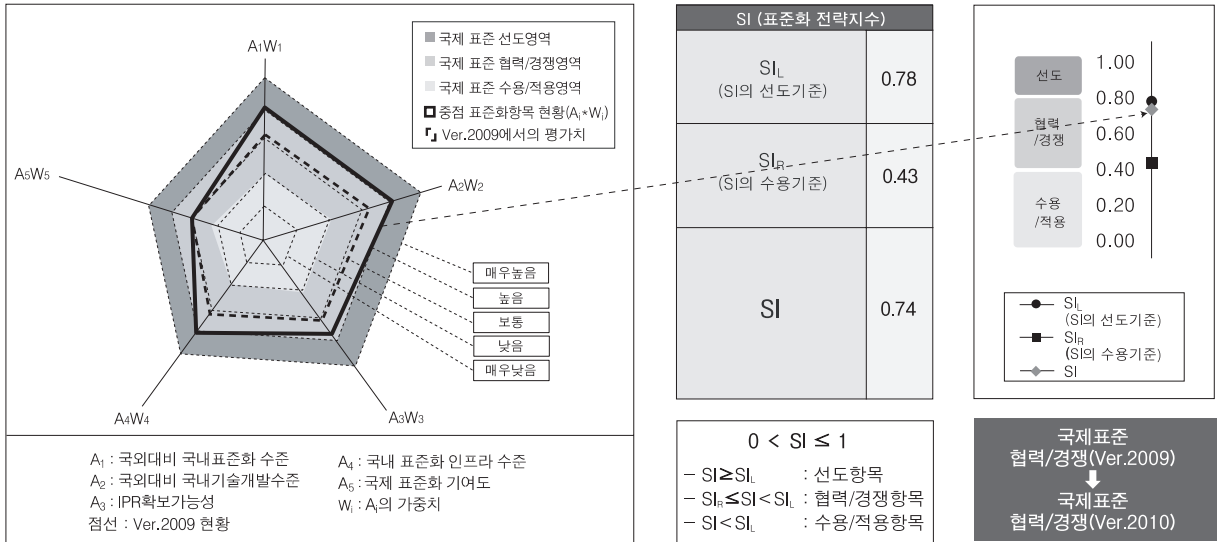 A₁W₁
A₂W₂
A₃W₃
A₄W₄
A₅W₅
국제 표준 선도영역
국제 표준 협력/경쟁영역
국제 표준 수용/적용영역
중점 표준화항목 현황(Aᵢ*Wᵢ)
Ver.2009에서의 평가치
매우높음
높음
보통
낮음
매우낮음
A₁ : 국외대비 국내표준화 수준
A₂ : 국외대비 국내기술개발수준
A₃ : IPR확보가능성
점선 : Ver.2009 현황
A₄ : 국내 표준화 인프라 수준
A₅ : 국제 표준화 기여도
Wᵢ : Aᵢ의 가중치
SI (표준화 전략지수)
SI_L
(SI의 선도기준)
0.78
SI_R
(SI의 수용기준)
0.43
SI
0.74
0 < SI ≤ 1
– SI≥SI_L : 선도항목
– SI_R≤SI<SI_L : 협력/경쟁항목
– SI<SI_L : 수용/적용항목
선도
협력
/경쟁
수용
/적용
1.00
0.80
0.60
0.40
0.20
0.00
SI_L
(SI의 선도기준)
SI_R
(SI의 수용기준)
SI
국제표준
협력/경쟁(Ver.2009)
국제표준
협력/경쟁(Ver.2010)